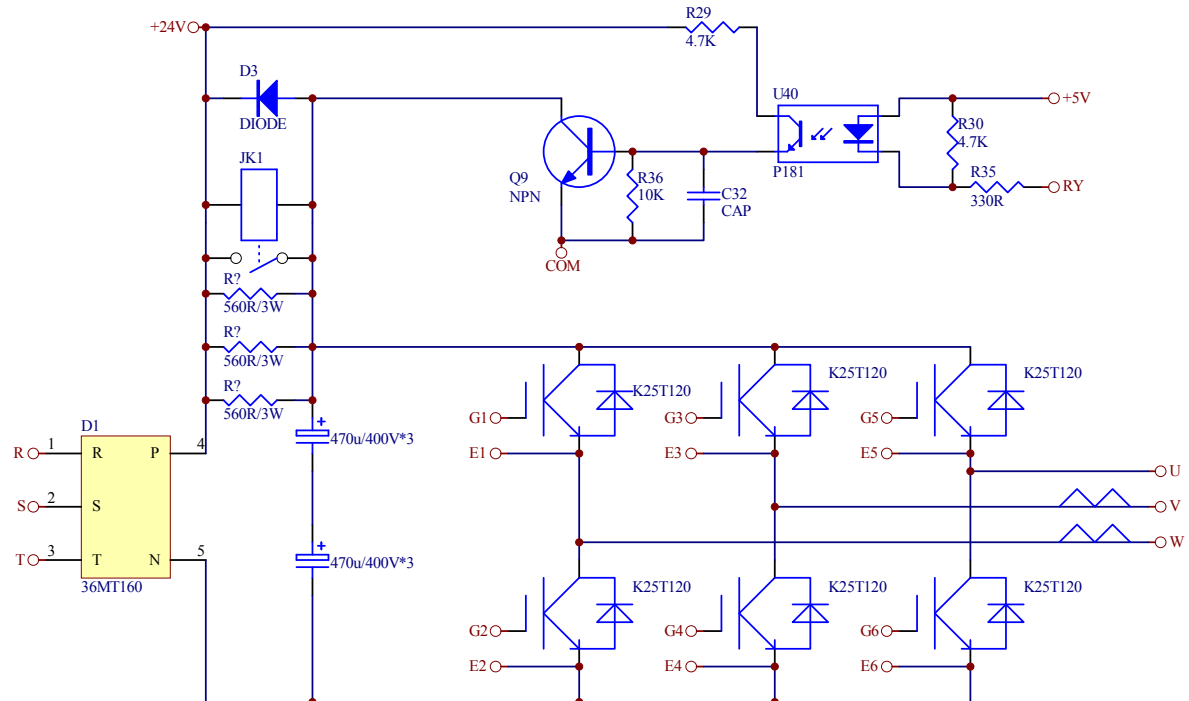 R29
+24V
4.7K
D3
DIODE
U40
+5V
R30
4.7K
JK1
Q9
NPN
R36
10K
C32
CAP
P181
R35
330R
RY
COM
R?
560R/3W
R?
560R/3W
R?
560R/3W
K25T120
K25T120
K25T120
G1
G3
G5
+
470u/400V*3
D1
R 1 R P 4
E1
E3
E5
U
S 2 S
V
W
T 3 T N 5
+
470u/400V*3
36MT160
K25T120
K25T120
K25T120
G2
G4
G6
E2
E4
E6